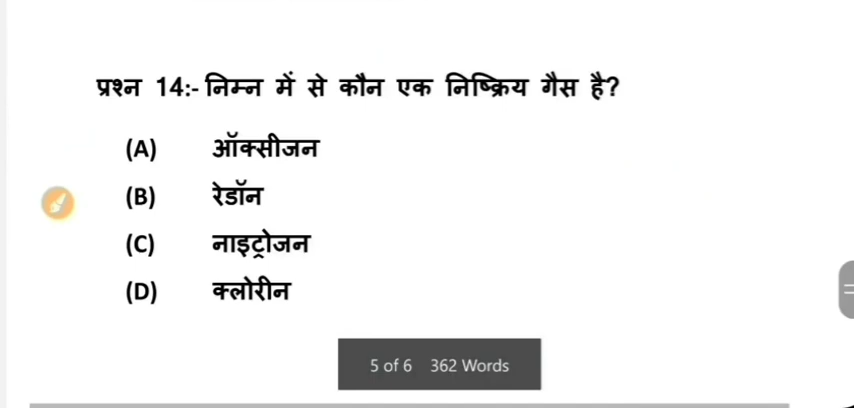 प्रश्न 14:- निम्न में से कौन एक निष्क्रिय गैस है?
(A) ऑक्सीजन
(B) रेडॉन
(C) नाइट्रोजन
(D) क्लोरीन
5 of 6 362 Words